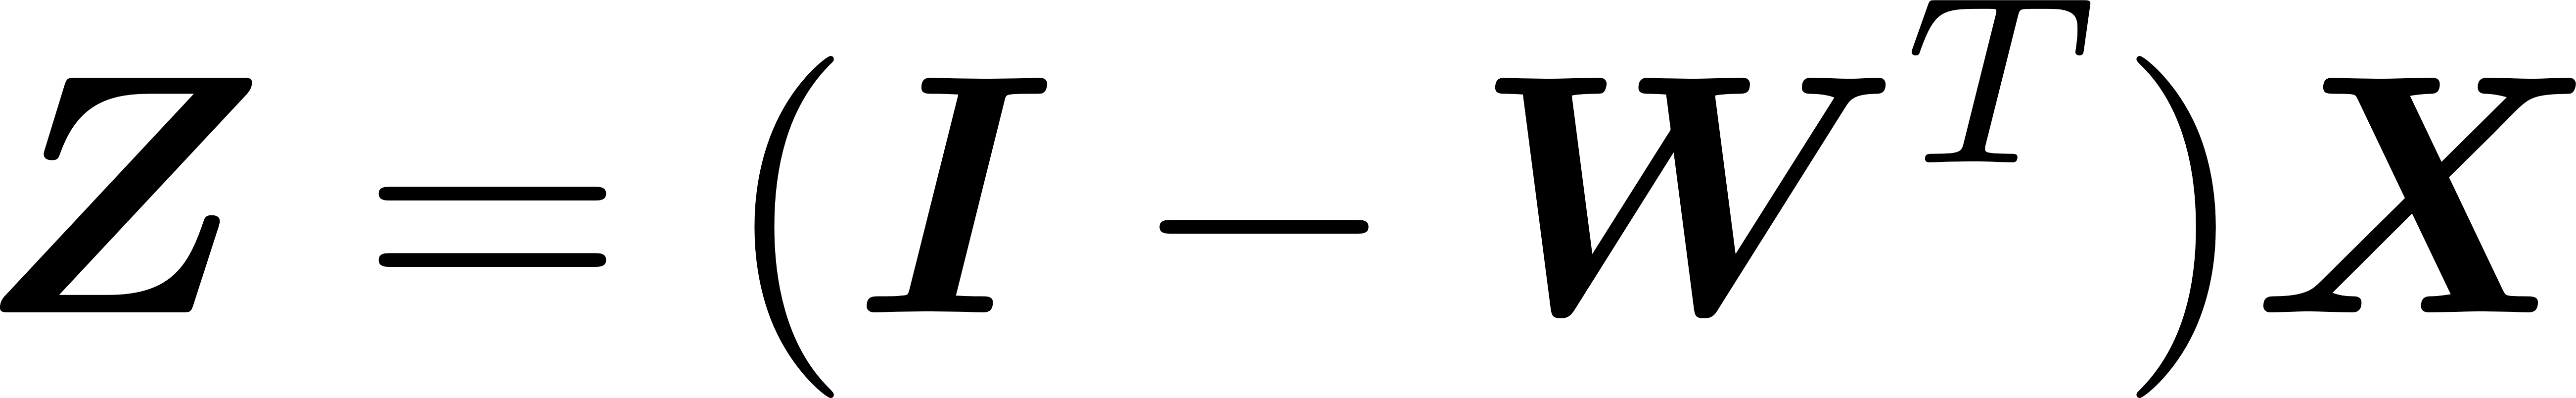 Z = (I − W^T)X